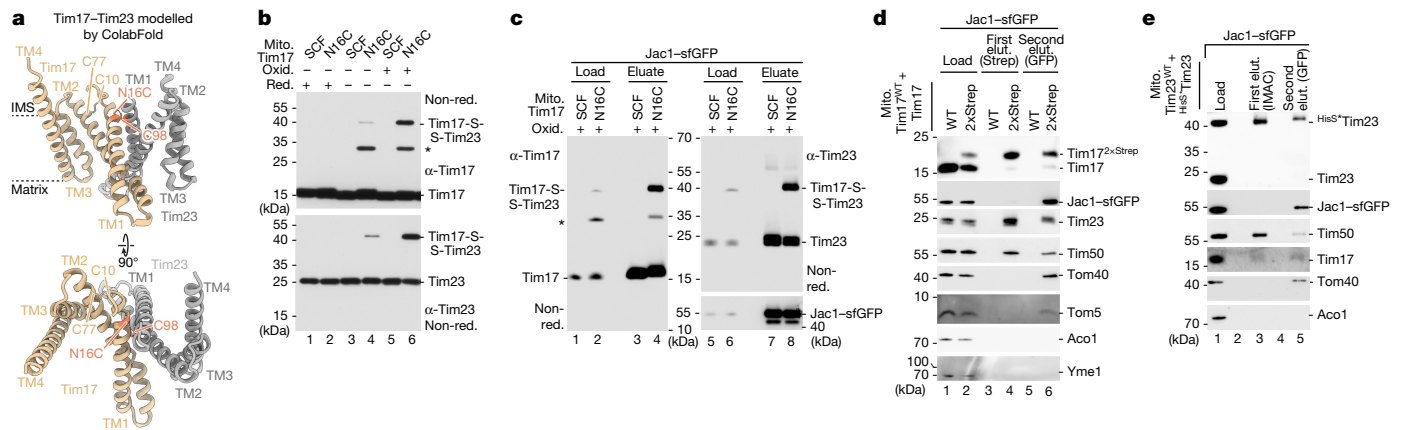 a
Tim17–Tim23 modelled
by ColabFold
TM4
Tim17
C77
TM2
C10
TM1
TM4
TM2
N16C
IMS
C98
Matrix
TM3
TM3
Tim23
TM1
90°
TM2
C10
TM1
Tim23
TM4
TM3
C77
C98
N16C
TM3
TM4
Tim17
TM2
TM1
b
Mito.
Tim17
SCF
N16C
SCF
N16C
SCF
N16C
Oxid. – – – – + +
Red. + + – – – –
Non-red.
55
40
35
25
15
(kDa)
Tim17-S-
S-Tim23
*
α-Tim17
Tim17
55
40
35
25
15
(kDa)
Tim17-S-
S-Tim23
Tim23
α-Tim23
Non-red.
1 2 3 4 5 6
c
Jac1–sfGFP
Load Eluate Load Eluate
Mito.
Tim17
SCF
N16C
SCF
N16C
SCF
N16C
SCF
N16C
Oxid. + + + + + + + +
α-Tim17
Tim17-S-
S-Tim23
*
Tim17
Non-
red.
70
55
40
35
25
15
10
(kDa)
α-Tim23
Tim17-S-
S-Tim23
Tim23
Non-
red.
55
40
Jac1–sfGFP
(kDa)
1 2 3 4 5 6 7 8
d
Jac1–sfGFP
First
elut.
(Strep)
Second
elut.
(GFP)
Load
Mito.
Tim17WT +
Tim17
WT
2xStrep
WT
2xStrep
WT
2xStrep
25
15
Tim172×Strep
Tim17
55
Jac1–sfGFP
25
Tim23
55
Tim50
40
Tom40
10
Tom5
70
Aco1
100
70
Yme1
(kDa)
1 2 3 4 5 6
e
Jac1–sfGFP
Mito.
Tim23WT +
HisS*Tim23
Load
First elut.
(IMAC)
Second
elut. (GFP)
40
HisS*Tim23
35
25
Tim23
55
Jac1–sfGFP
55
Tim50
15
Tim17
40
Tom40
70
Aco1
(kDa)
1 2 3 4 5